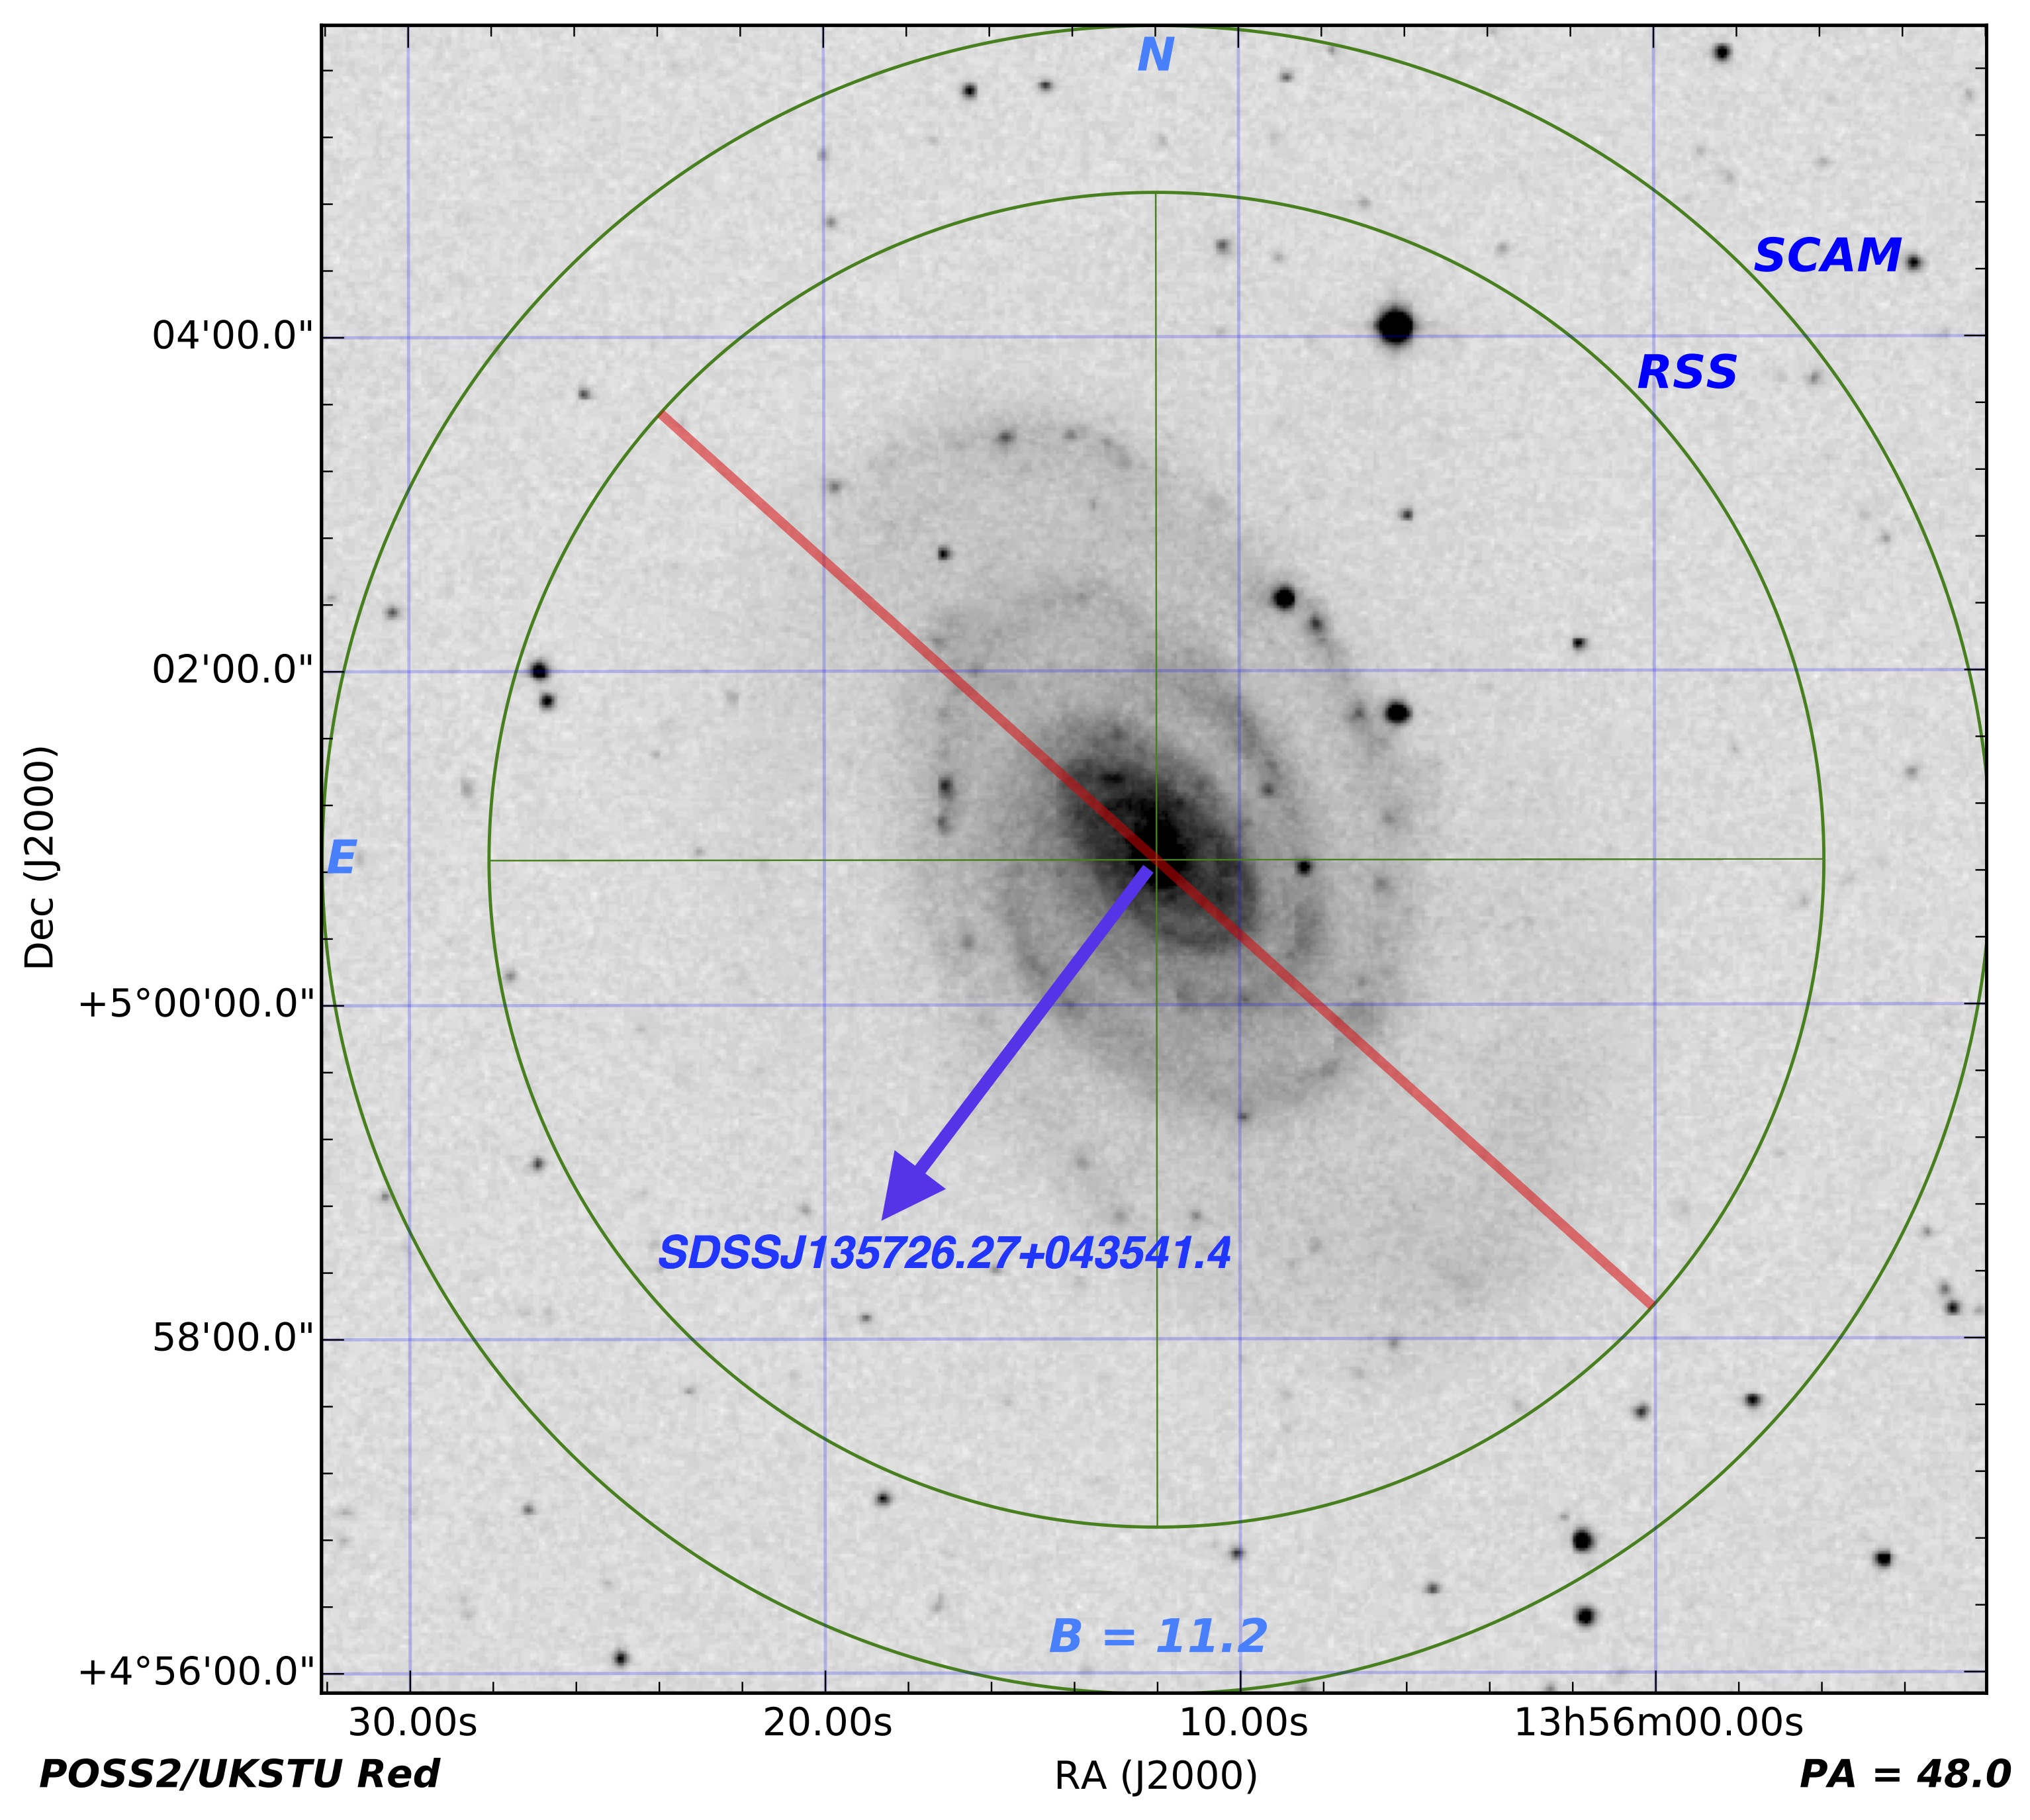 N
SCAM
RSS
04'00.0"
02'00.0"
E
Dec (J2000)
+5°00'00.0"
SDSSJ135726.27+043541.4
58'00.0"
B = 11.2
+4°56'00.0"
30.00s 20.00s 10.00s 13h56m00.00s
POSS2/UKSTU Red RA (J2000) PA = 48.0